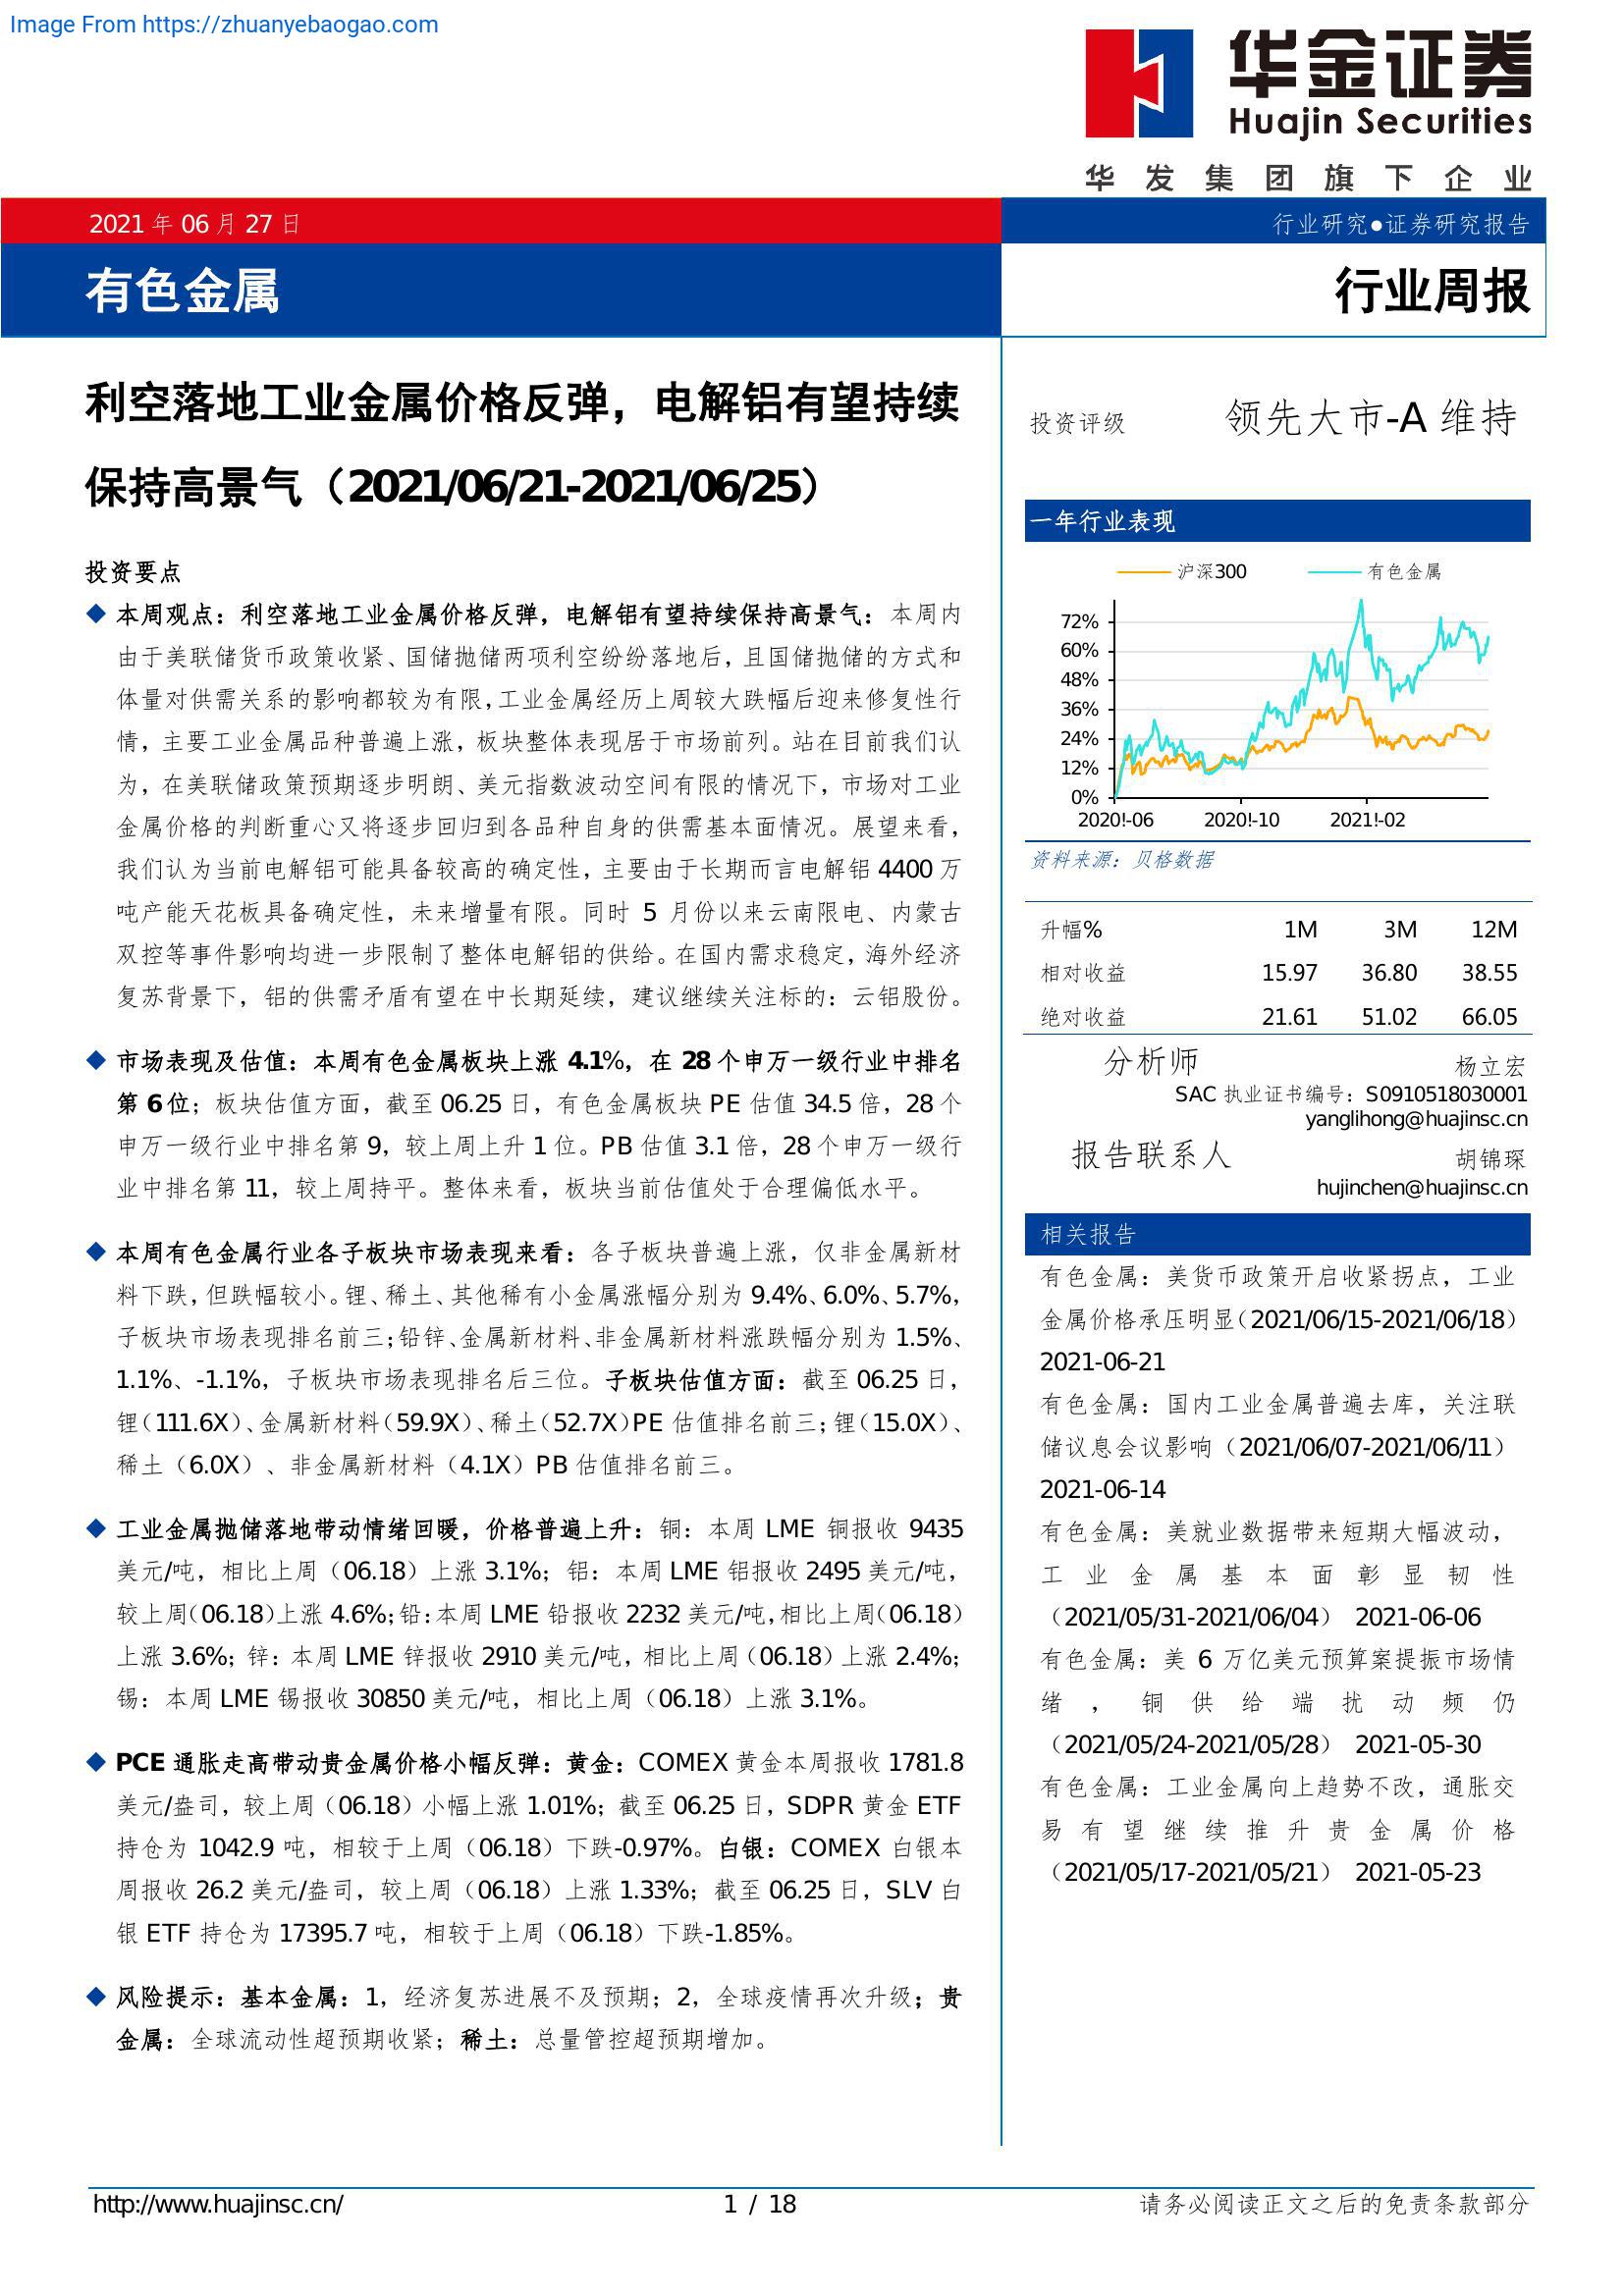 Image From https://zhuanyebaogao.com
华金证券
Huajin Securities
华发集团旗下企业
2021 年 06 月 27 日
行业研究●证券研究报告
有色金属
行业周报
利空落地工业金属价格反弹，电解铝有望持续
保持高景气（2021/06/21-2021/06/25）
投资要点
◆ 本周观点：利空落地工业金属价格反弹，电解铝有望持续保持高景气：本周内
由于美联储货币政策收紧、国储抛储两项利空纷纷落地后，且国储抛储的方式和
体量对供需关系的影响都较为有限，工业金属经历上周较大跌幅后迎来修复性行
情，主要工业金属品种普遍上涨，板块整体表现居于市场前列。站在目前我们认
为，在美联储政策预期逐步明朗、美元指数波动空间有限的情况下，市场对工业
金属价格的判断重心又将逐步回归到各品种自身的供需基本面情况。展望来看，
我们认为当前电解铝可能具备较高的确定性，主要由于长期而言电解铝 4400 万
吨产能天花板具备确定性，未来增量有限。同时 5 月份以来云南限电、内蒙古
双控等事件影响均进一步限制了整体电解铝的供给。在国内需求稳定，海外经济
复苏背景下，铝的供需矛盾有望在中长期延续，建议继续关注标的：云铝股份。
◆ 市场表现及估值：本周有色金属板块上涨 4.1%，在 28 个申万一级行业中排名
第 6 位；板块估值方面，截至 06.25 日，有色金属板块 PE 估值 34.5 倍，28 个
申万一级行业中排名第 9，较上周上升 1 位。PB 估值 3.1 倍，28 个申万一级行
业中排名第 11，较上周持平。整体来看，板块当前估值处于合理偏低水平。
◆ 本周有色金属行业各子板块市场表现来看：各子板块普遍上涨，仅非金属新材
料下跌，但跌幅较小。锂、稀土、其他稀有小金属涨幅分别为 9.4%、6.0%、5.7%，
子板块市场表现排名前三；铅锌、金属新材料、非金属新材料涨跌幅分别为 1.5%、
1.1%、-1.1%，子板块市场表现排名后三位。子板块估值方面：截至 06.25 日，
锂（111.6X）、金属新材料（59.9X）、稀土（52.7X）PE 估值排名前三；锂（15.0X）、
稀土（6.0X）、非金属新材料（4.1X）PB 估值排名前三。
◆ 工业金属抛储落地带动情绪回暖，价格普遍上升：铜：本周 LME 铜报收 9435
美元/吨，相比上周（06.18）上涨 3.1%；铝：本周 LME 铝报收 2495 美元/吨，
较上周（06.18）上涨 4.6%；铅：本周 LME 铅报收 2232 美元/吨，相比上周（06.18）
上涨 3.6%；锌：本周 LME 锌报收 2910 美元/吨，相比上周（06.18）上涨 2.4%；
锡：本周 LME 锡报收 30850 美元/吨，相比上周（06.18）上涨 3.1%。
◆ PCE 通胀走高带动贵金属价格小幅反弹：黄金：COMEX 黄金本周报收 1781.8
美元/盎司，较上周（06.18）小幅上涨 1.01%；截至 06.25 日，SDPR 黄金 ETF
持仓为 1042.9 吨，相较于上周（06.18）下跌-0.97%。白银：COMEX 白银本
周报收 26.2 美元/盎司，较上周（06.18）上涨 1.33%；截至 06.25 日，SLV 白
银 ETF 持仓为 17395.7 吨，相较于上周（06.18）下跌-1.85%。
◆ 风险提示：基本金属：1，经济复苏进展不及预期；2，全球疫情再次升级；贵
金属：全球流动性超预期收紧；稀土：总量管控超预期增加。
投资评级 领先大市-A 维持
一年行业表现
沪深300 有色金属
72%
60%
48%
36%
24%
12%
0%
2020!-06 2020!-10 2021!-02
资料来源：贝格数据
升幅% 1M 3M 12M
相对收益 15.97 36.80 38.55
绝对收益 21.61 51.02 66.05
分析师 杨立宏
SAC 执业证书编号：S0910518030001
yanglihong@huajinsc.cn
报告联系人 胡锦琛
hujinchen@huajinsc.cn
相关报告
有色金属：美货币政策开启收紧拐点，工业
金属价格承压明显（2021/06/15-2021/06/18）
2021-06-21
有色金属：国内工业金属普遍去库，关注联
储议息会议影响（2021/06/07-2021/06/11）
2021-06-14
有色金属：美就业数据带来短期大幅波动，
工业金属基本面彰显韧性
（2021/05/31-2021/06/04） 2021-06-06
有色金属：美 6 万亿美元预算案提振市场情
绪，铜供给端扰动频仍
（2021/05/24-2021/05/28） 2021-05-30
有色金属：工业金属向上趋势不改，通胀交
易有望继续推升贵金属价格
（2021/05/17-2021/05/21） 2021-05-23
http://www.huajinsc.cn/
1 / 18
请务必阅读正文之后的免责条款部分